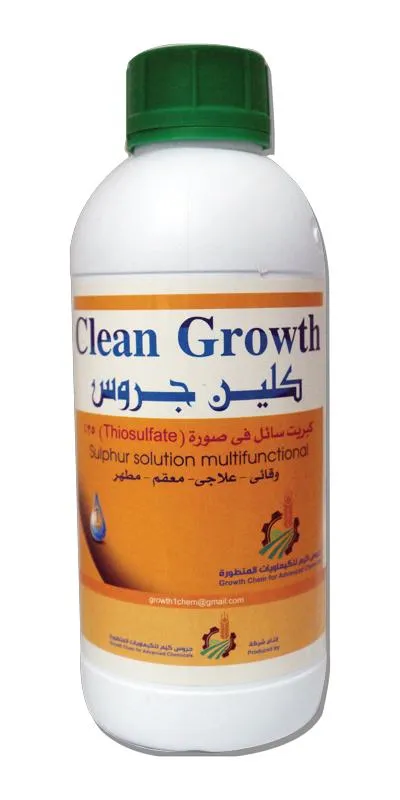 Clean Growth
كلين جروس
كبريت سائل فى صورة (Thiosulfate) ٤٣٥
Sulphur solution multifunctional
وقائى - علاجى - معقم - مطهر
جروس كيم للكيماويات المتطورة
Growth Chem for Advanced Chemicals
growth1chem@gmail.com
جروس كيم للكيماويات المتطورة
Growth Chem for Advanced Chemicals
إنتاج شركة
Produced by